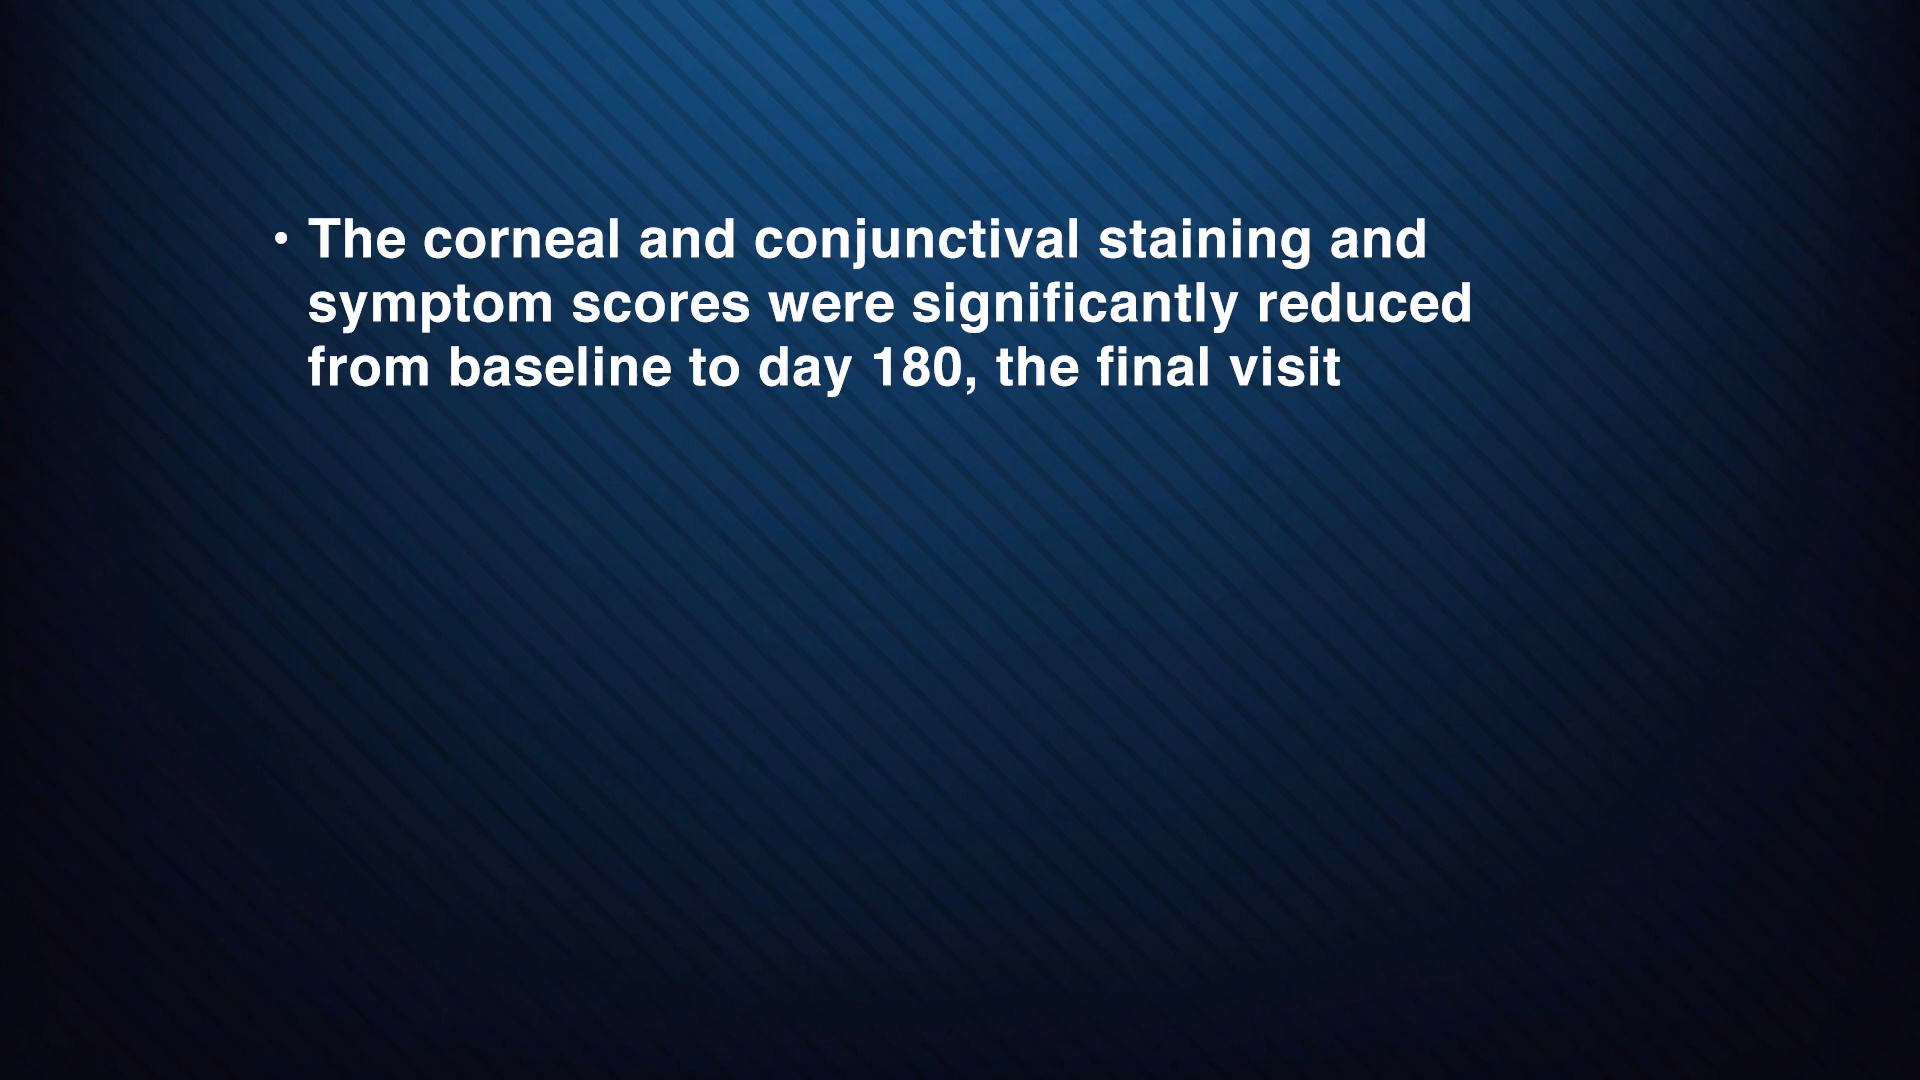 • The corneal and conjunctival staining and
symptom scores were significantly reduced
from baseline to day 180, the final visit